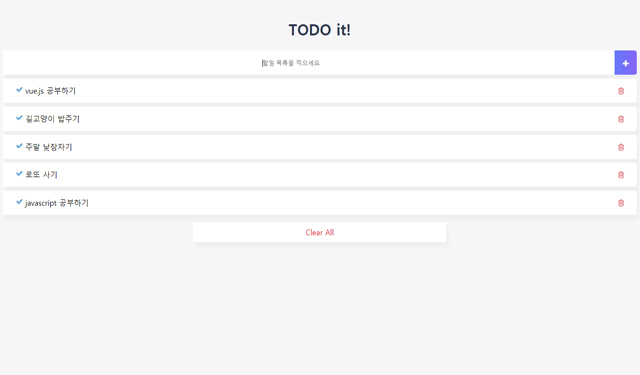 TODO it!
할일 목록을 적으세요
vue.js 공부하기
길고양이 밥주기
주말 낮잠자기
로또 사기
javascript 공부하기
Clear All